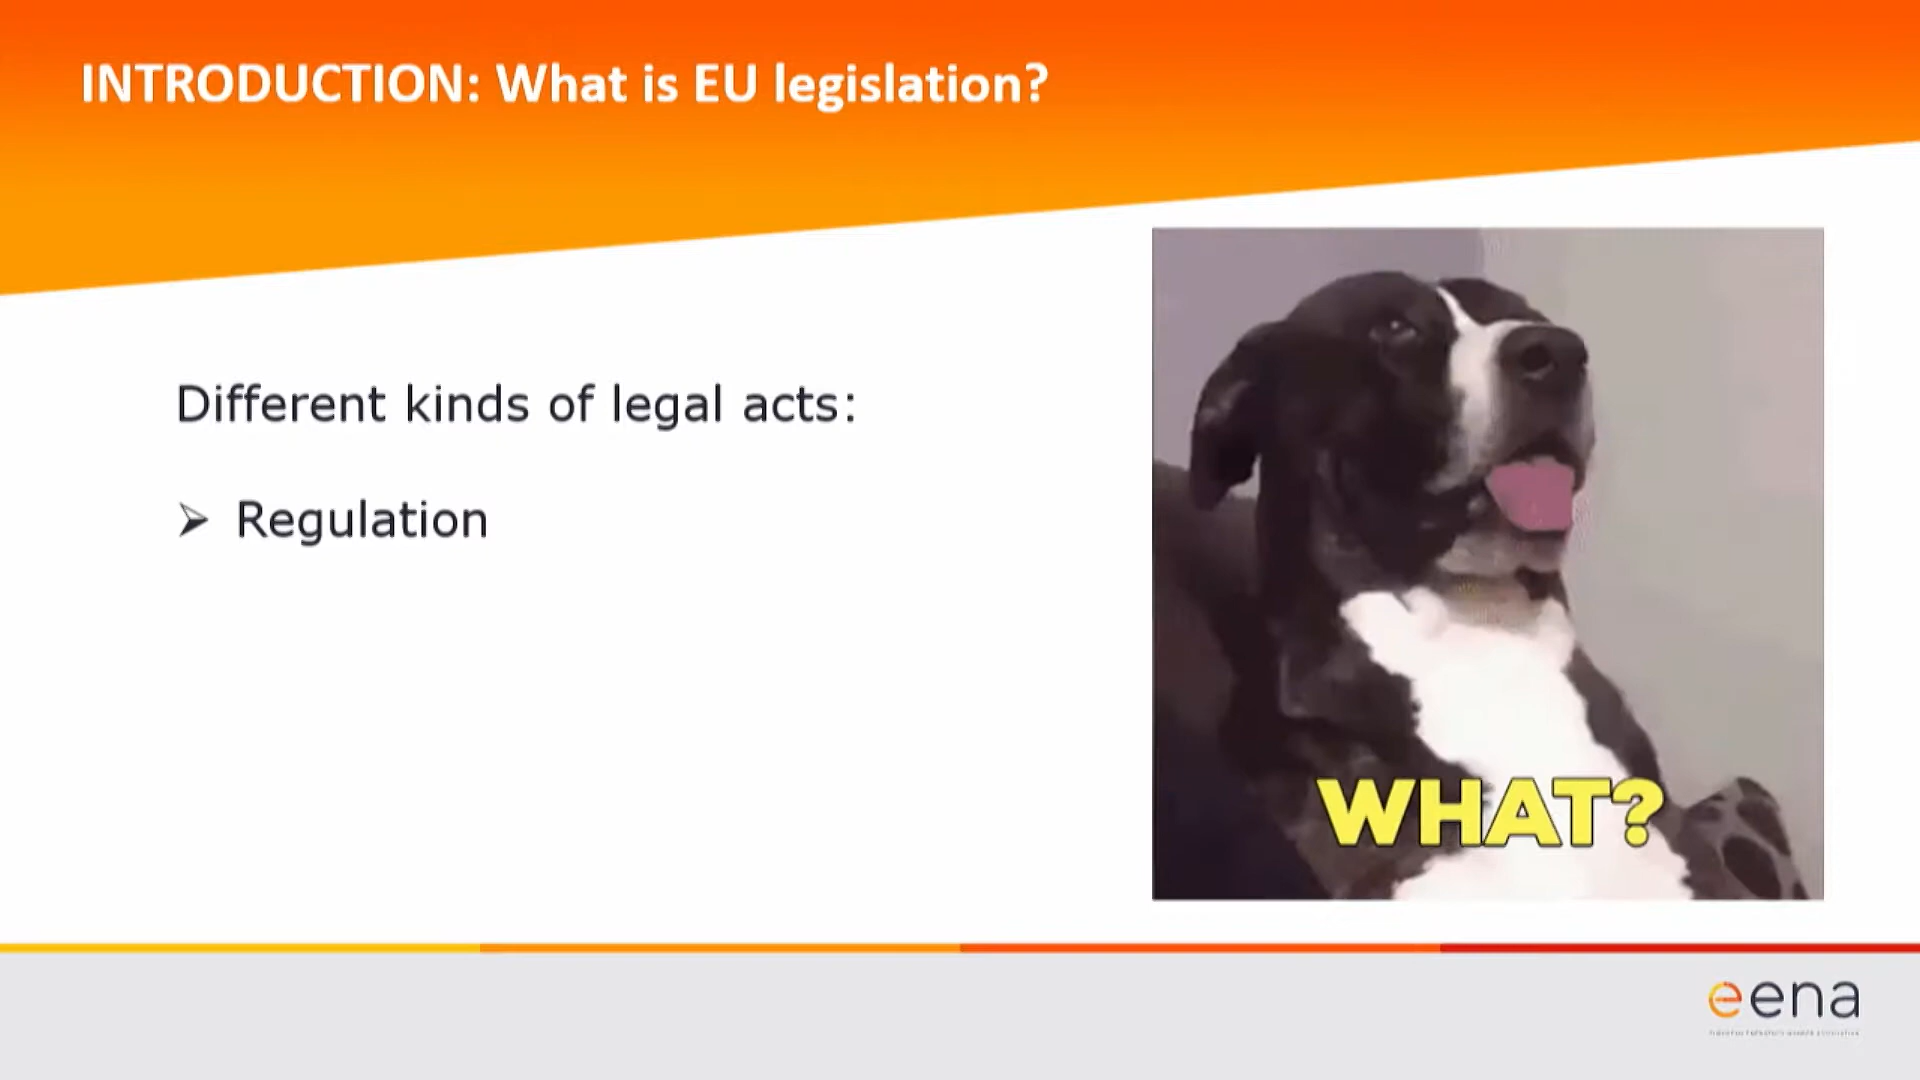 INTRODUCTION: What is EU legislation?
Different kinds of legal acts:
➢ Regulation
WHAT?
eena